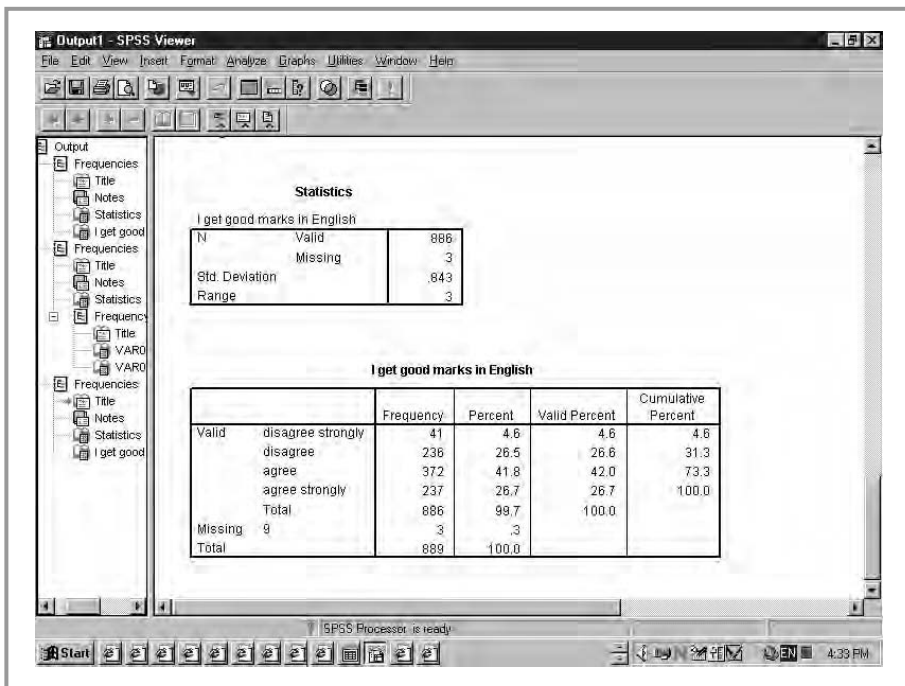 Output1 - SPSS Viewer
File Edit View Insert Format Analyze Graphs Utilities Window Help
Output
Frequencies
Title
Notes
Statistics
I get good
Frequencies
Title
Notes
Statistics
Frequency
Title
VAR0
VAR0
Frequencies
Title
Notes
Statistics
I get good
Statistics
I get good marks in English
N Valid 886
Missing 3
Std. Deviation .843
Range 3
I get good marks in English
Frequency Percent Valid Percent Cumulative Percent
Valid disagree strongly 41 4.6 4.6 4.6
disagree 236 26.5 26.6 31.3
agree 372 41.8 42.0 73.3
agree strongly 237 26.7 26.7 100.0
Total 886 99.7 100.0
Missing 9 3 .3
Total 889 100.0
SPSS Processor is ready
Start EN 4:33 PM